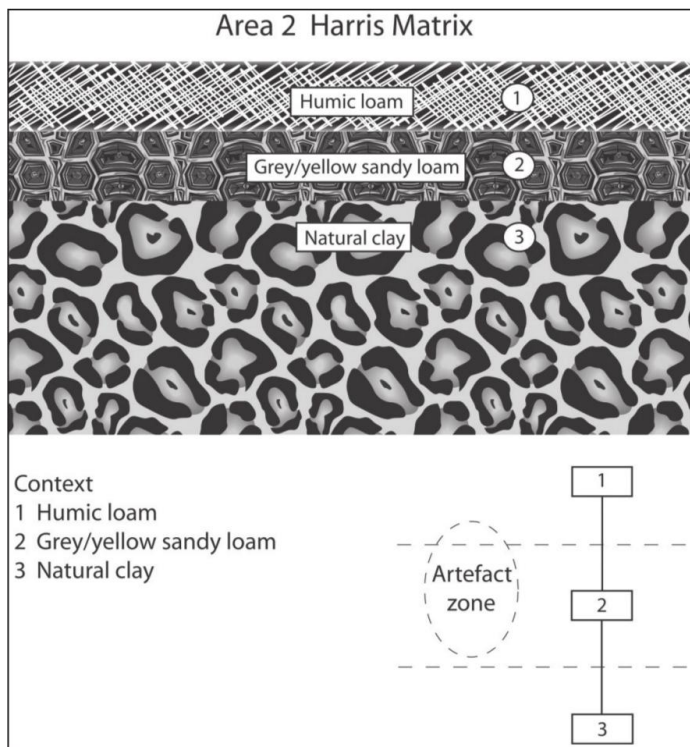 Area 2 Harris Matrix
Humic loam
1
Grey/yellow sandy loam
2
Natural clay
3
Context
1 Humic loam
2 Grey/yellow sandy loam
3 Natural clay
1
Artefact
zone
2
3